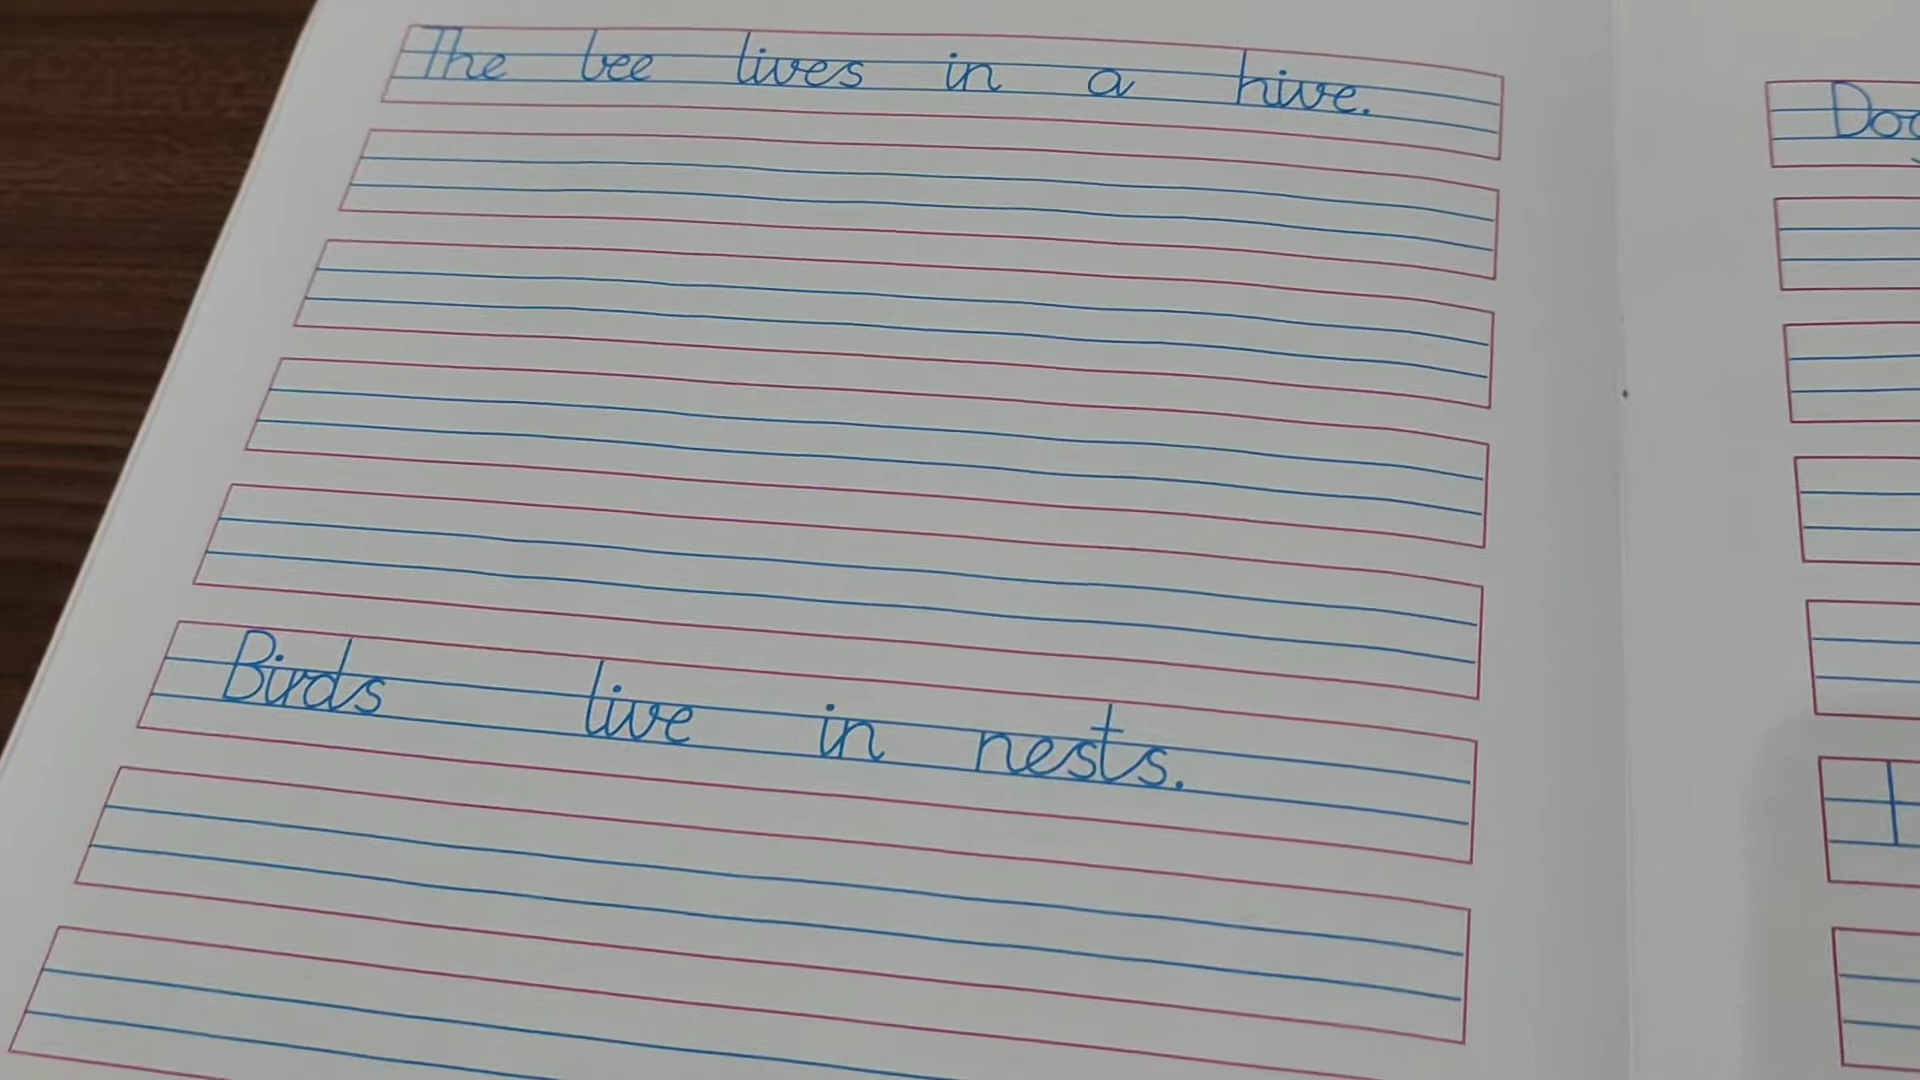 The bee lives in a hive.
Birds live in nests.